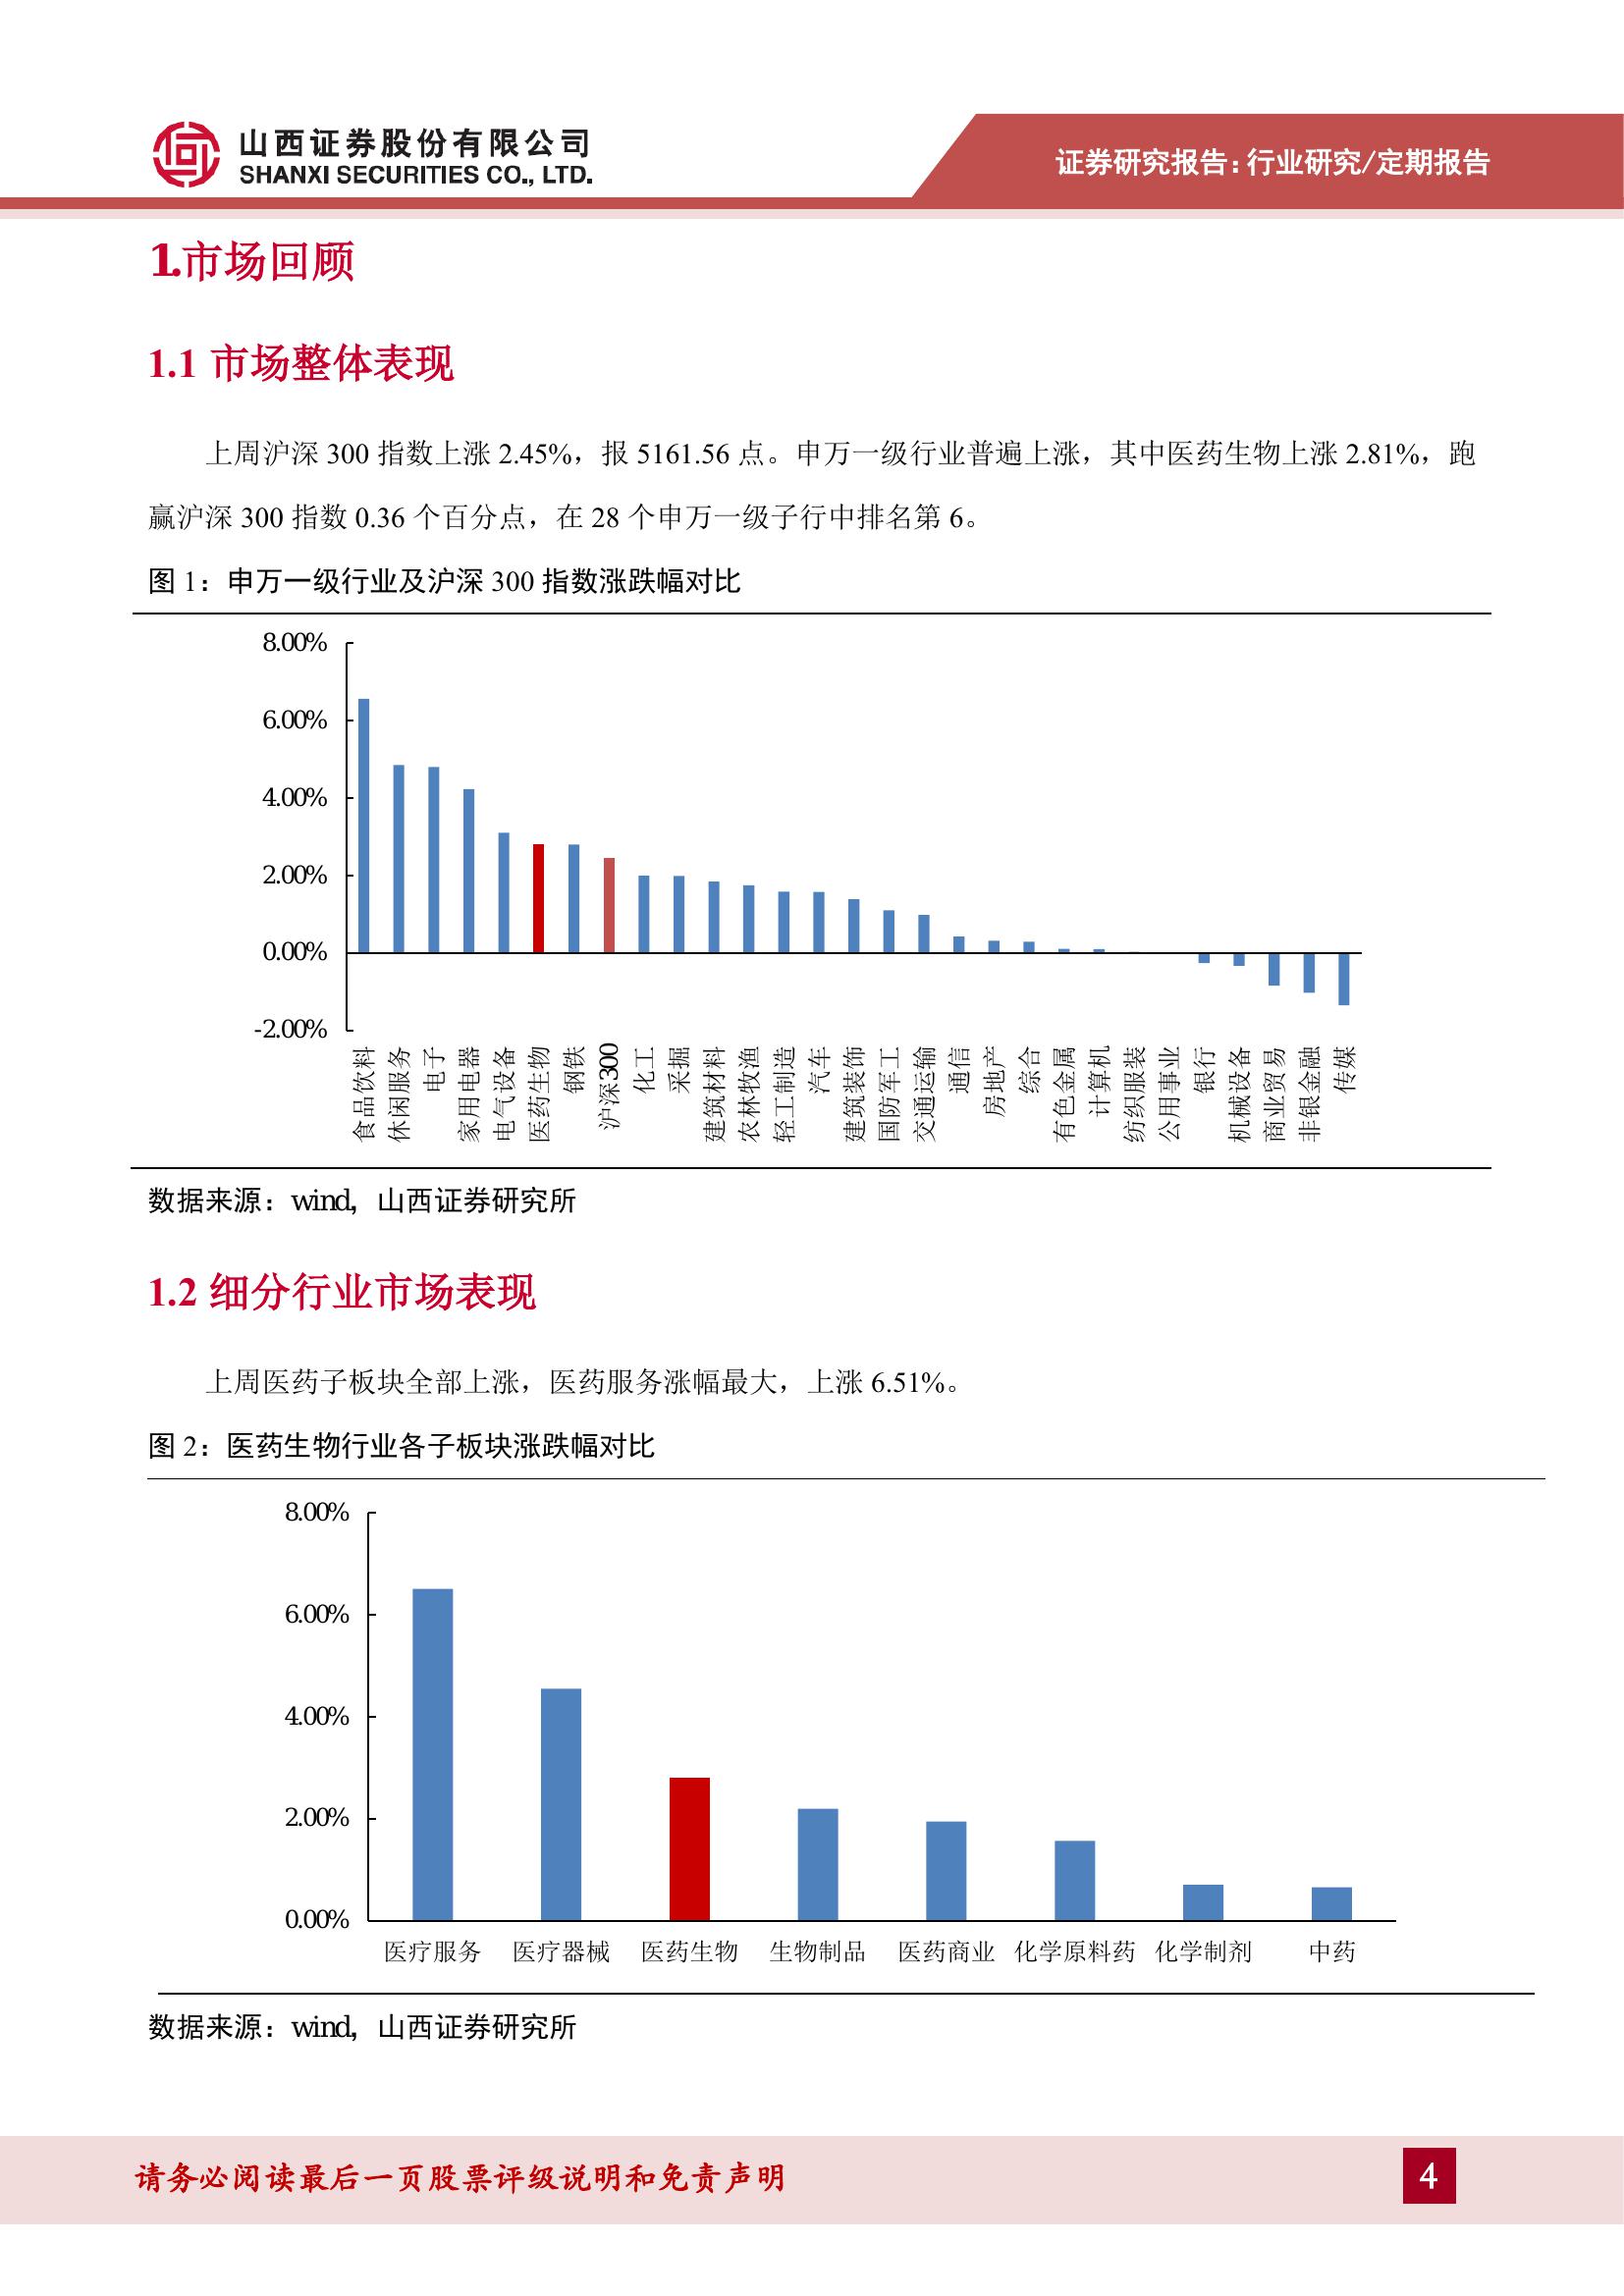 山西证券股份有限公司
SHANXI SECURITIES CO., LTD.
证券研究报告：行业研究/定期报告
1.市场回顾
1.1 市场整体表现
上周沪深 300 指数上涨 2.45%，报 5161.56 点。申万一级行业普遍上涨，其中医药生物上涨 2.81%，跑
赢沪深 300 指数 0.36 个百分点，在 28 个申万一级子行中排名第 6。
图 1：申万一级行业及沪深 300 指数涨跌幅对比
8.00%
6.00%
4.00%
2.00%
0.00%
-2.00%
食品饮料
休闲服务
电子
家用电器
电气设备
医药生物
钢铁
沪深300
化工
采掘
建筑材料
农林牧渔
轻工制造
汽车
建筑装饰
国防军工
交通运输
通信
房地产
综合
有色金属
计算机
纺织服装
公用事业
银行
机械设备
商业贸易
非银金融
传媒
数据来源：wind，山西证券研究所
1.2 细分行业市场表现
上周医药子板块全部上涨，医药服务涨幅最大，上涨 6.51%。
图 2：医药生物行业各子板块涨跌幅对比
8.00%
6.00%
4.00%
2.00%
0.00%
医疗服务 医疗器械 医药生物 生物制品 医药商业 化学原料药 化学制剂 中药
数据来源：wind，山西证券研究所
请务必阅读最后一页股票评级说明和免责声明
4